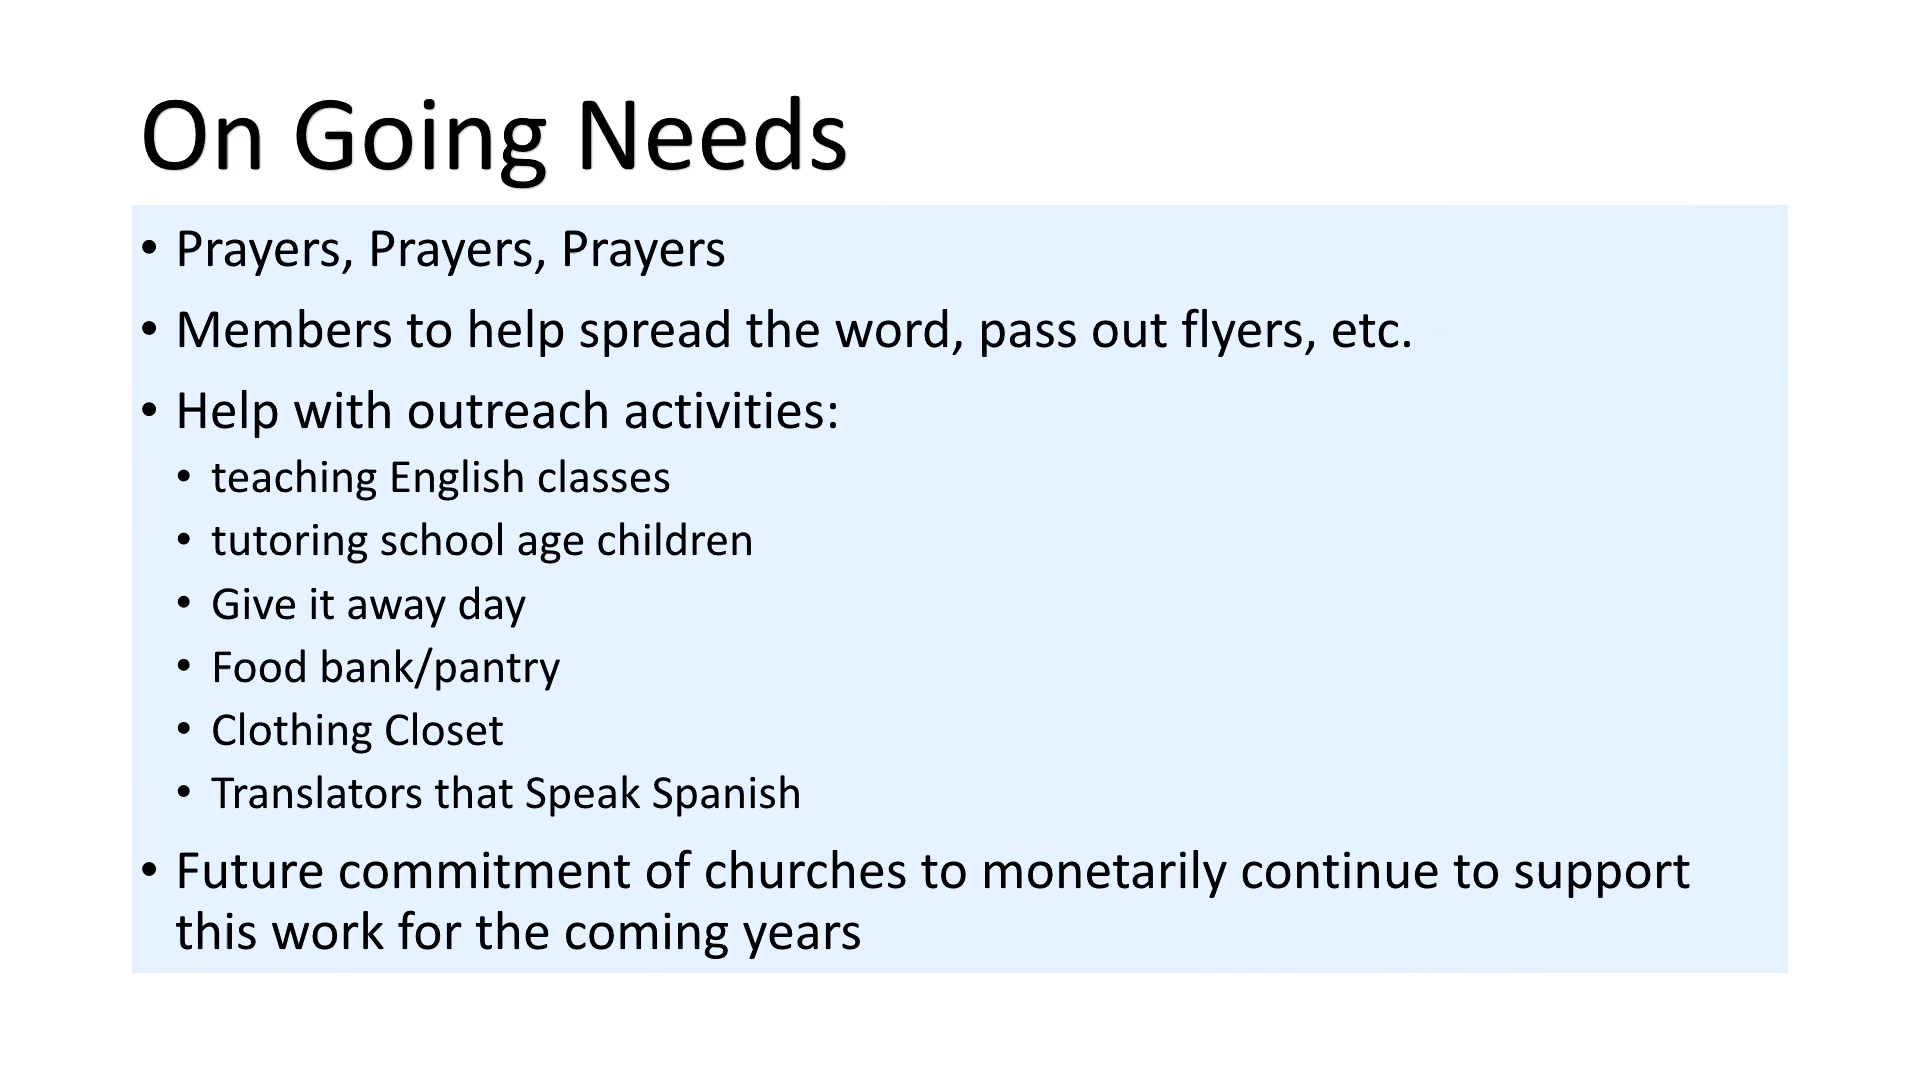 On Going Needs
• Prayers, Prayers, Prayers
• Members to help spread the word, pass out flyers, etc.
• Help with outreach activities:
• teaching English classes
• tutoring school age children
• Give it away day
• Food bank/pantry
• Clothing Closet
• Translators that Speak Spanish
• Future commitment of churches to monetarily continue to support
this work for the coming years